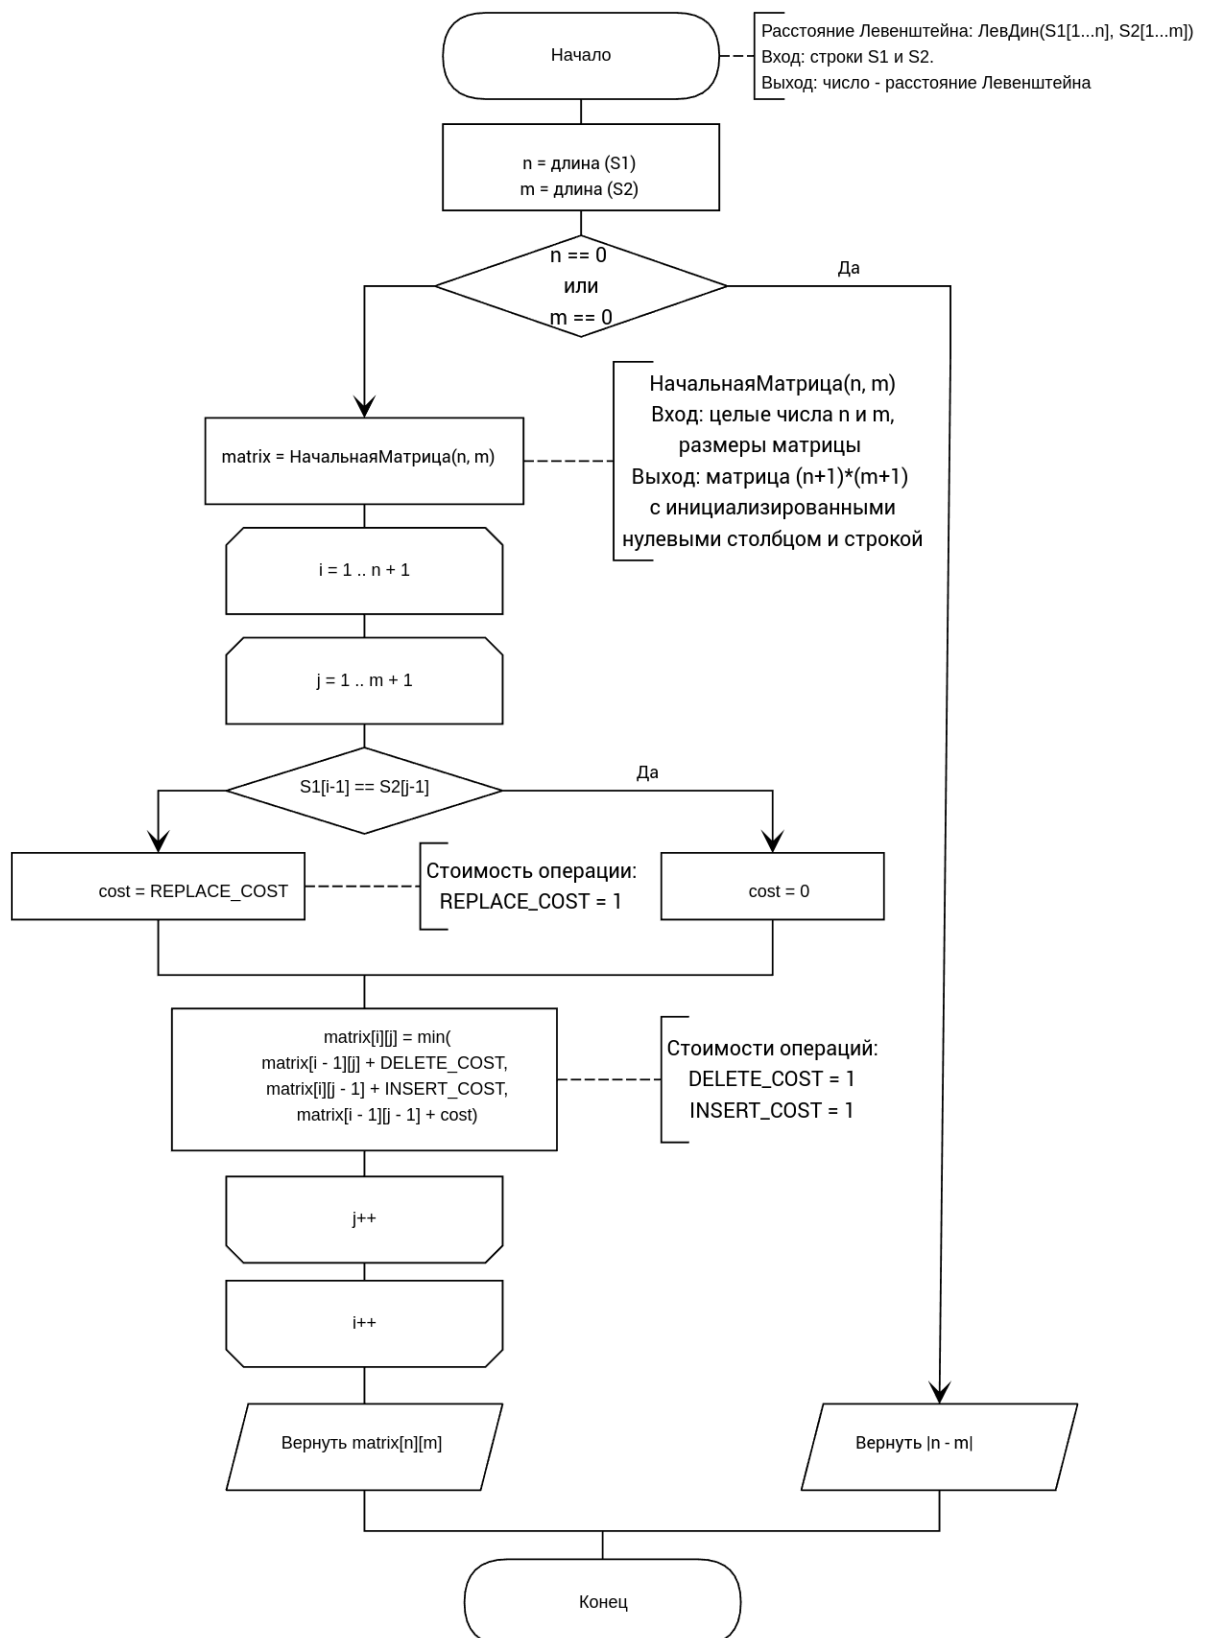 Начало
Расстояние Левенштейна: ЛевДин(S1[1...n], S2[1...m])
Вход: строки S1 и S2.
Выход: число - расстояние Левенштейна
n = длина (S1)
m = длина (S2)
n == 0
или
m == 0
Да
НачальнаяМатрица(n, m)
Вход: целые числа n и m,
размеры матрицы
Выход: матрица (n+1)*(m+1)
с инициализированными
нулевыми столбцом и строкой
matrix = НачальнаяМатрица(n, m)
i = 1 .. n + 1
j = 1 .. m + 1
S1[i-1] == S2[j-1]
Да
cost = REPLACE_COST
Стоимость операции:
REPLACE_COST = 1
cost = 0
matrix[i][j] = min(
matrix[i - 1][j] + DELETE_COST,
matrix[i][j - 1] + INSERT_COST,
matrix[i - 1][j - 1] + cost)
Стоимости операций:
DELETE_COST = 1
INSERT_COST = 1
j++
i++
Вернуть matrix[n][m]
Вернуть |n - m|
Конец